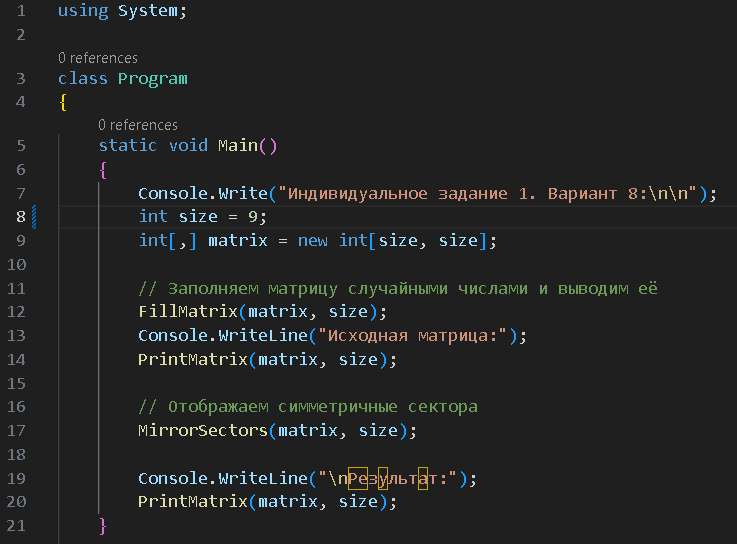 1 using System;
2
0 references
3 class Program
4 {
0 references
5 static void Main()
6 {
7 Console.Write("Индивидуальное задание 1. Вариант 8:\n\n");
8 int size = 9;
9 int[,] matrix = new int[size, size];
10
11 // Заполняем матрицу случайными числами и выводим её
12 FillMatrix(matrix, size);
13 Console.WriteLine("Исходная матрица:");
14 PrintMatrix(matrix, size);
15
16 // Отображаем симметричные сектора
17 MirrorSectors(matrix, size);
18
19 Console.WriteLine("\nРезультат:");
20 PrintMatrix(matrix, size);
21 }